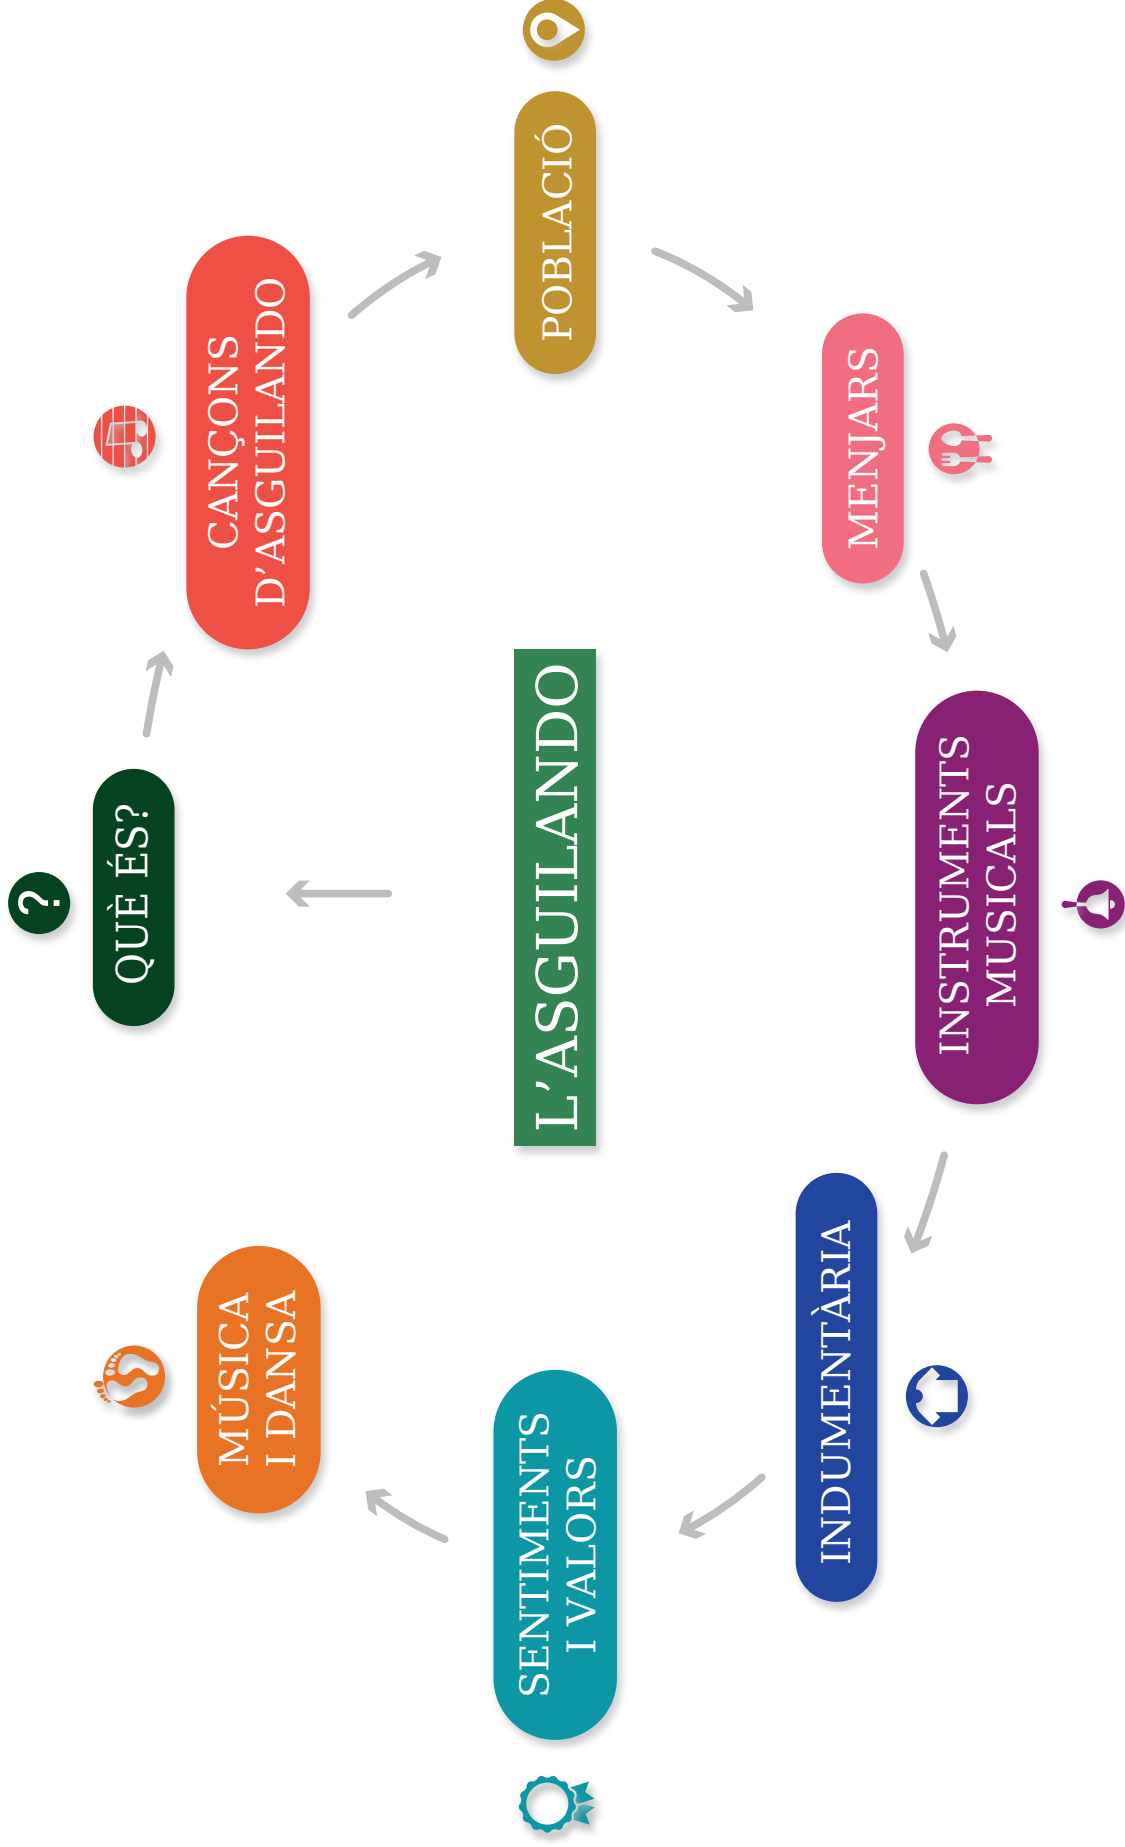 L’ASGUILANDO
QUÈ ÉS?
?
CANÇONS
D’ASGUILANDO
POBLACIÓ
MENJARS
INSTRUMENTS
MUSICALS
INDUMENTÀRIA
SENTIMENTS
I VALORS
MÚSICA
I DANSA